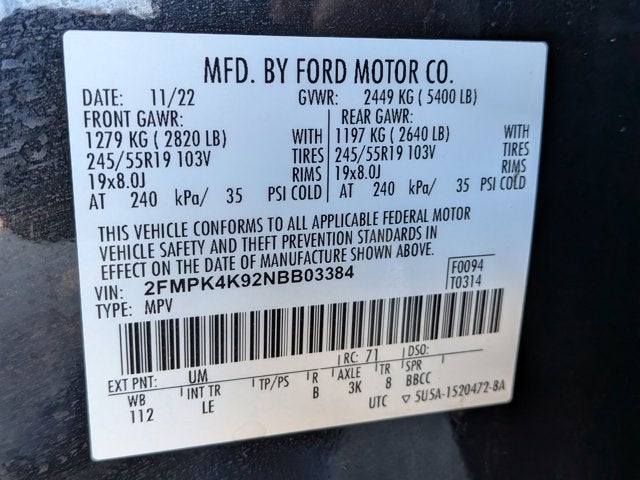 MFD. BY FORD MOTOR CO.
DATE: 11/22 GVWR: 2449 KG ( 5400 LB)
FRONT GAWR: REAR GAWR:
1279 KG ( 2820 LB) WITH 1197 KG ( 2640 LB) WITH
245/55R19 103V TIRES 245/55R19 103V TIRES
19x8.0J RIMS 19x8.0J RIMS
AT 240 kPa/ 35 PSI COLD AT 240 kPa/ 35 PSI COLD
THIS VEHICLE CONFORMS TO ALL APPLICABLE FEDERAL MOTOR
VEHICLE SAFETY AND THEFT PREVENTION STANDARDS IN
EFFECT ON THE DATE OF MANUFACTURE SHOWN ABOVE.
VIN: 2FMPK4K92NBB03384 F0094
TYPE: MPV T0314
EXT PNT: UM RC: 71 DSO:
WB INT TR TP/PS R AXLE TR SPR
112 LE B 3K 8 BBCC
UTC ▽ 5U5A-1520472-BA